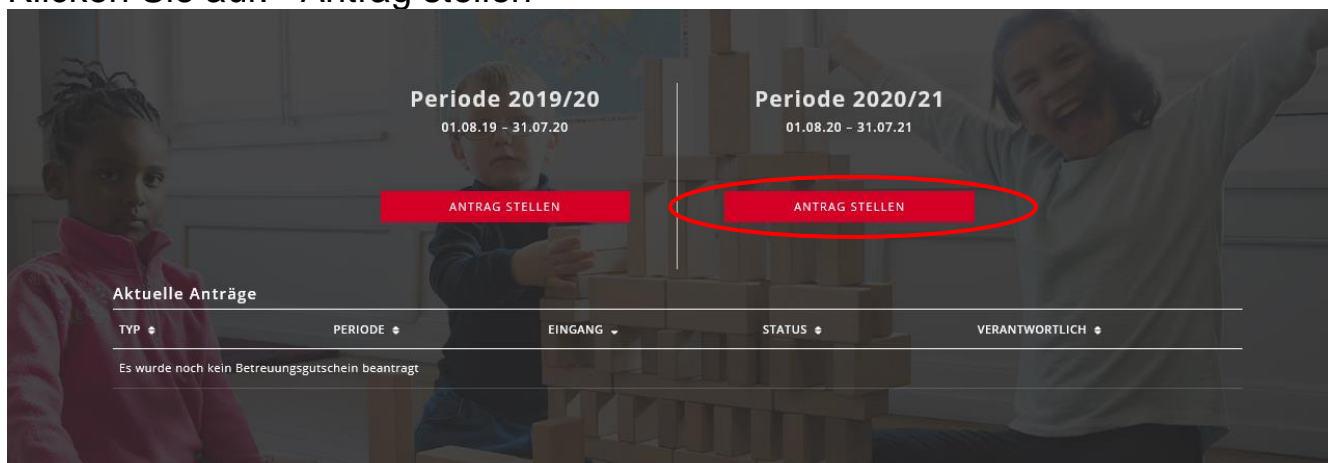 Klicken Sie auf: Antrag stellen
Periode 2019/20
01.08.19 – 31.07.20
ANTRAG STELLEN
Periode 2020/21
01.08.20 – 31.07.21
ANTRAG STELLEN
Aktuelle Anträge
TYP PERIODE EINGANG STATUS VERANTWORTLICH
Es wurde noch kein Betreuungsgutschein beantragt